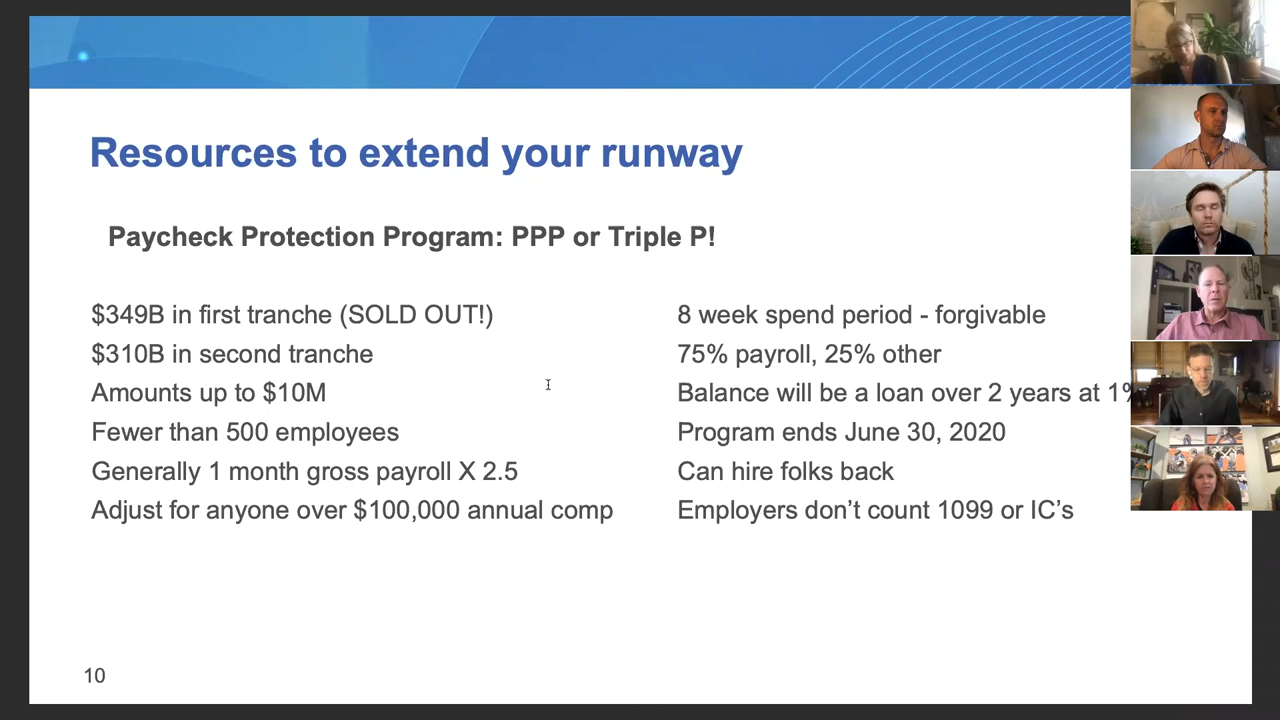 Resources to extend your runway
Paycheck Protection Program: PPP or Triple P!
$349B in first tranche (SOLD OUT!)
$310B in second tranche
Amounts up to $10M
Fewer than 500 employees
Generally 1 month gross payroll X 2.5
Adjust for anyone over $100,000 annual comp
8 week spend period - forgivable
75% payroll, 25% other
Balance will be a loan over 2 years at 1%
Program ends June 30, 2020
Can hire folks back
Employers don’t count 1099 or IC’s
10